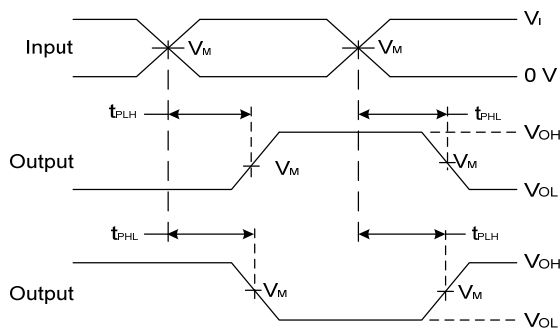 Input
VM
VM
VI
0 V
tPLH
tPHL
Output
VM
VM
VOH
VOL
tPHL
tPLH
Output
VM
VM
VOH
VOL